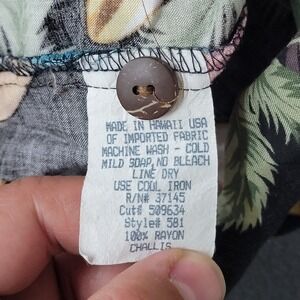 MADE IN HAWAII USA
OF IMPORTED FABRIC
MACHINE WASH - COLD
MILD SOAP, NO BLEACH
LINE DRY
USE COOL IRON
R/N# 37145
Cut# 509634
Style# 581
100% RAYON
CHALLIS